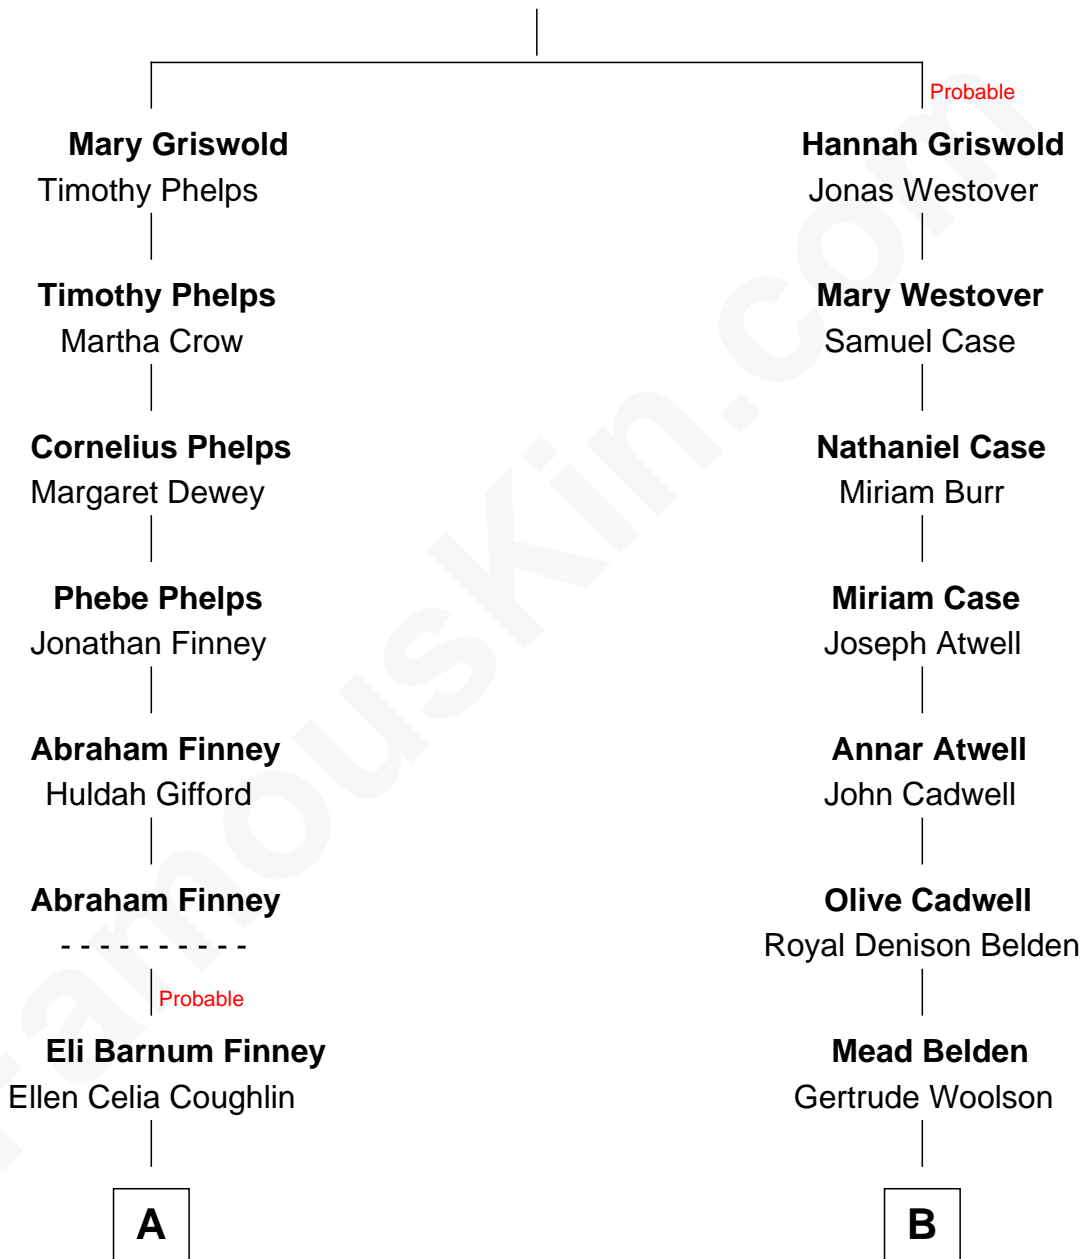 Probable
Mary Griswold
Timothy Phelps
Hannah Griswold
Jonas Westover
Timothy Phelps
Martha Crow
Mary Westover
Samuel Case
Cornelius Phelps
Margaret Dewey
Nathaniel Case
Miriam Burr
Phebe Phelps
Jonathan Finney
Miriam Case
Joseph Atwell
Abraham Finney
Huldah Gifford
Annar Atwell
John Cadwell
Abraham Finney
- - - - - - - - - -
Olive Cadwell
Royal Denison Belden
Probable
Eli Barnum Finney
Ellen Celia Coughlin
Mead Belden
Gertrude Woolson
A
B
FamousKin.com